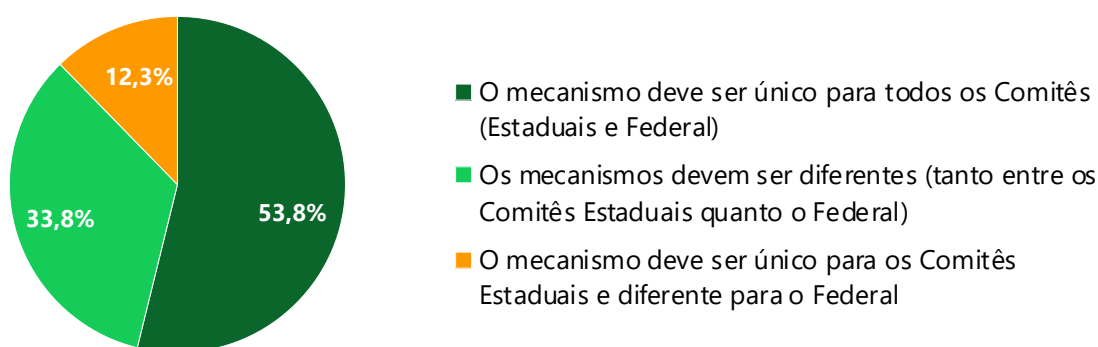 12,3%
33,8%
53,8%
O mecanismo deve ser único para todos os Comitês
(Estaduais e Federal)
Os mecanismos devem ser diferentes (tanto entre os
Comitês Estaduais quanto o Federal)
O mecanismo deve ser único para os Comitês
Estaduais e diferente para o Federal